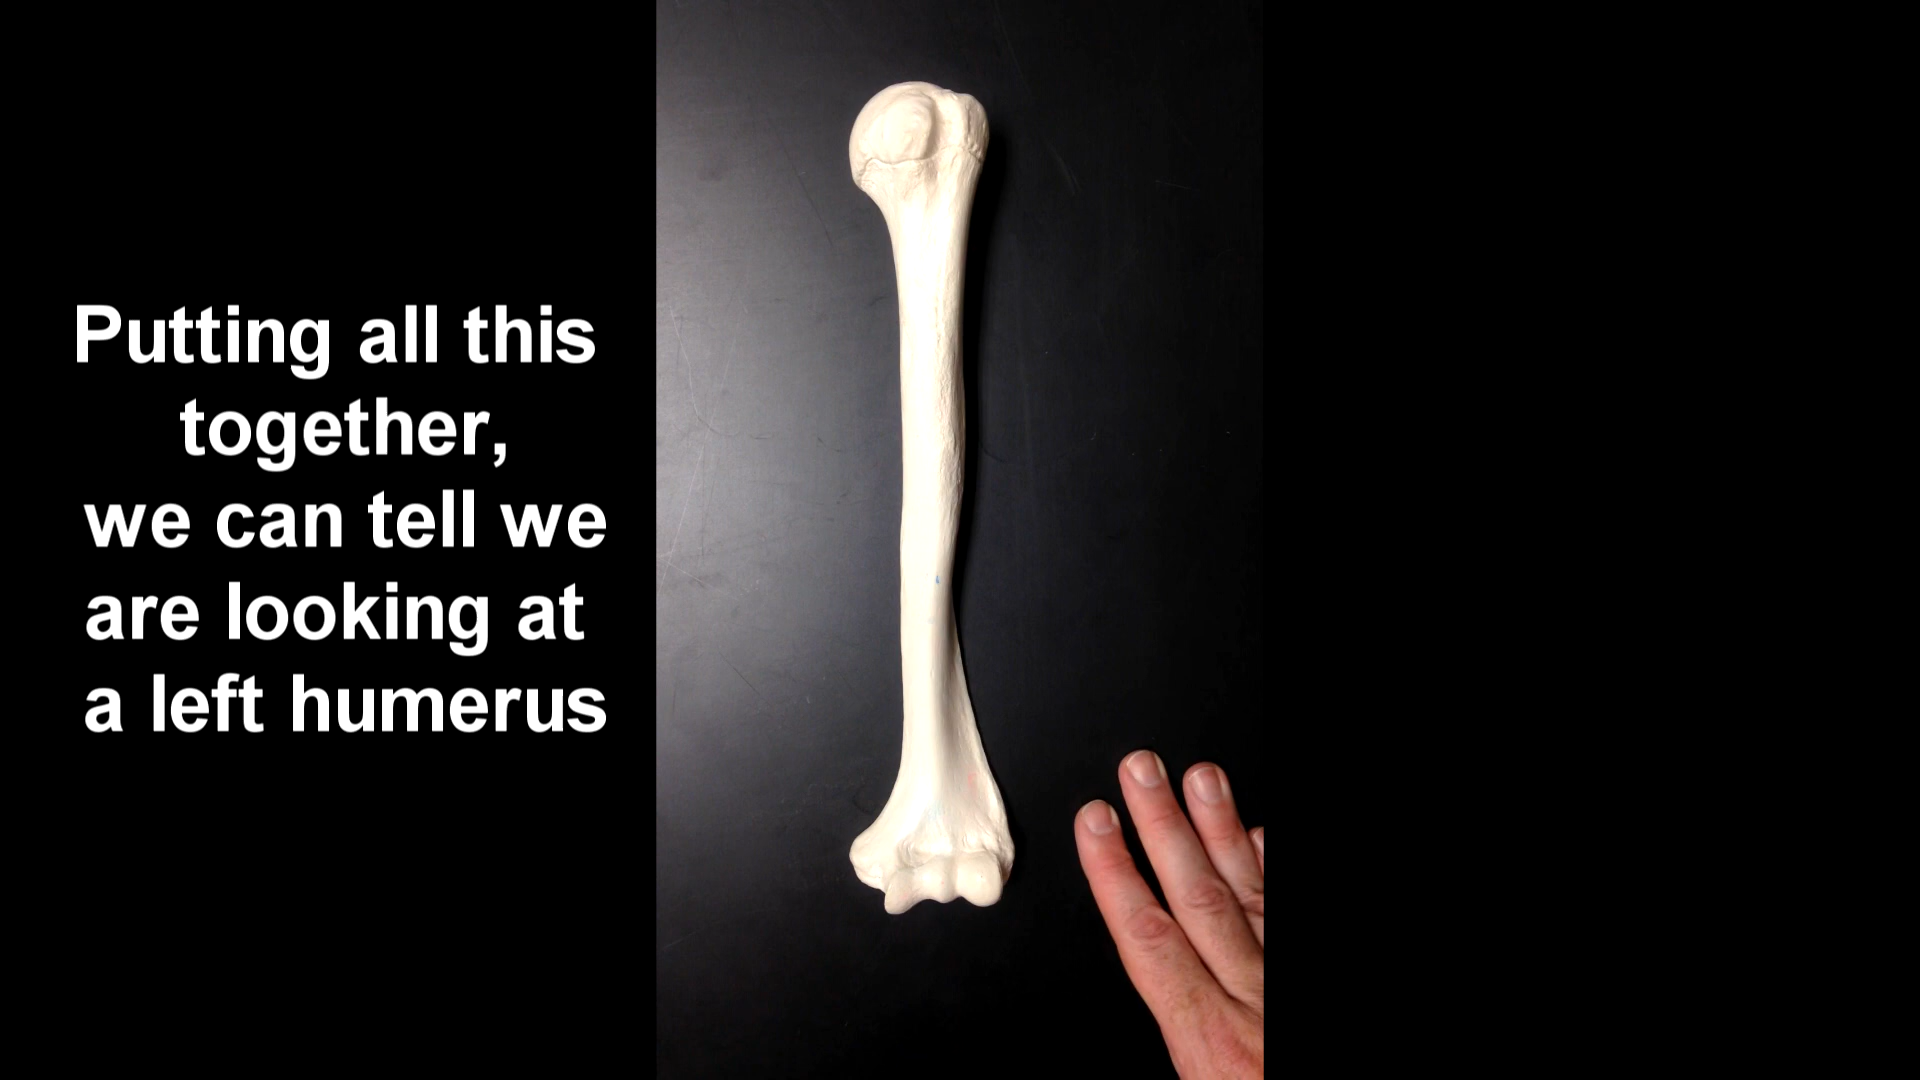 Putting all this
together,
we can tell we
are looking at
a left humerus